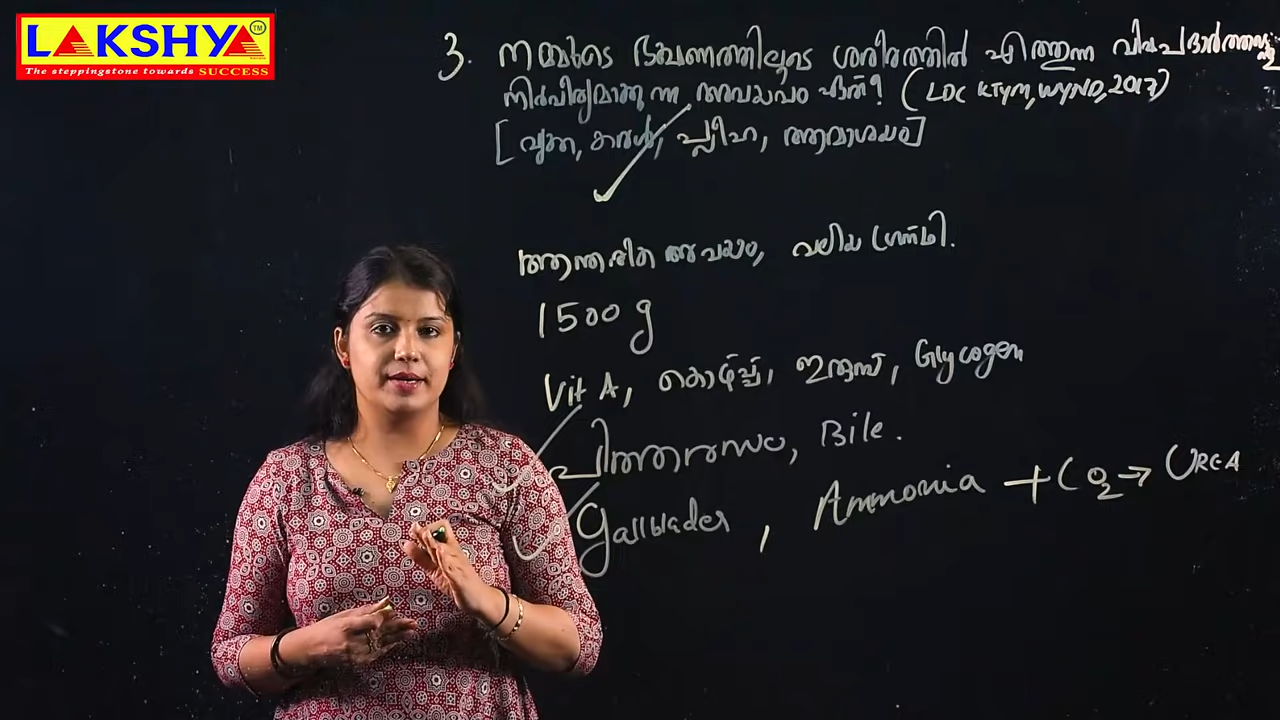 LAKSHYA TM
The steppingstone towards SUCCESS
3. നമ്മുടെ ഭക്ഷണത്തിലൂടെ ശരീരത്തിൽ എത്തുന്ന വിഷപദാർത്ഥങ്ങളെ
നിർവീര്യമാക്കുന്ന അവയവം ഏത്? (LDC KTYM, WYND, 2017)
[വൃക്ക, കരൾ, പ്ലീഹ, ആമാശയം]
ആന്തരിക അവയവം, വലിയ ഗ്രന്ഥി.
1500 g
Vit A, കൊഴുപ്പ്, ഇരുമ്പ്, Glycogen
പിത്തരസം, Bile.
Gallblader, Ammonia + CO2 → UREA